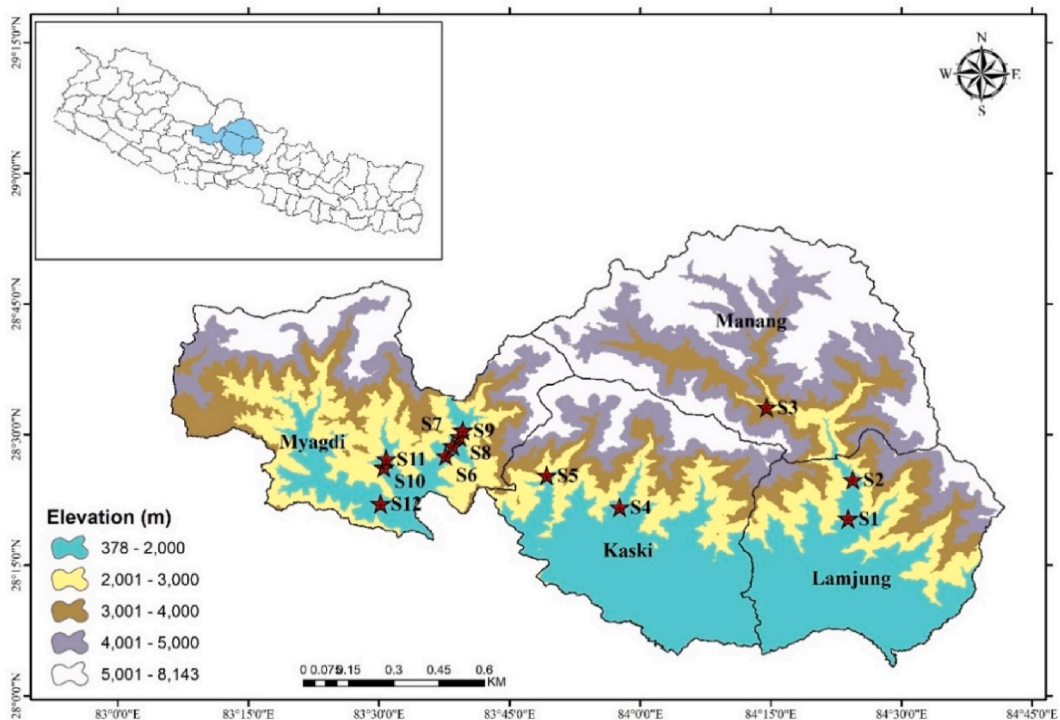 29°15'0"N
29°0'0"N
28°45'0"N
28°30'0"N
28°15'0"N
28°0'0"N
N
W E
S
Manang
S3
S7 S9
Myagdi S8
S11 S6 S5
S10 S2
S12 S4 S1
Kaski
Lamjung
Elevation (m)
378 - 2,000
2,001 - 3,000
3,001 - 4,000
4,001 - 5,000
5,001 - 8,143
0 0.075 0.15 0.3 0.45 0.6
KM
83°0'0"E 83°15'0"E 83°30'0"E 83°45'0"E 84°0'0"E 84°15'0"E 84°30'0"E 84°45'0"E